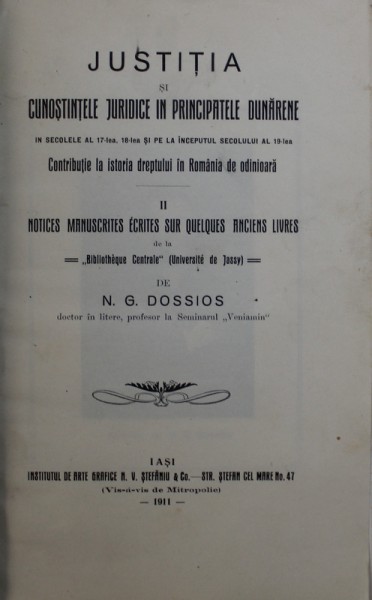 JUSTIȚIA
ȘI
CUNOȘTINȚELE JURIDICE IN PRINCIPATELE DUNĂRENE
IN SECOLELE AL 17-lea, 18-lea ȘI PE LA ÎNCEPUTUL SECOLULUI AL 19-lea
Contribuție la istoria dreptului în România de odinioară
II
NOTICES MANUSCRITES ÉCRITES SUR QUELQUES ANCIENS LIVRES
de la
„Bibliothèque Centrale" (Université de Jassy)
DE
N. G. DOSSIOS
doctor în litere, profesor la Seminarul „Veniamin"
IAȘI
INSTITUTUL DE ARTE GRAFICE N. V. ȘTEFĂNIU & Co. — STR. ȘTEFAN CEL MARE No. 47
(Vis-á-vis de Mitropolie)
— 1911 —